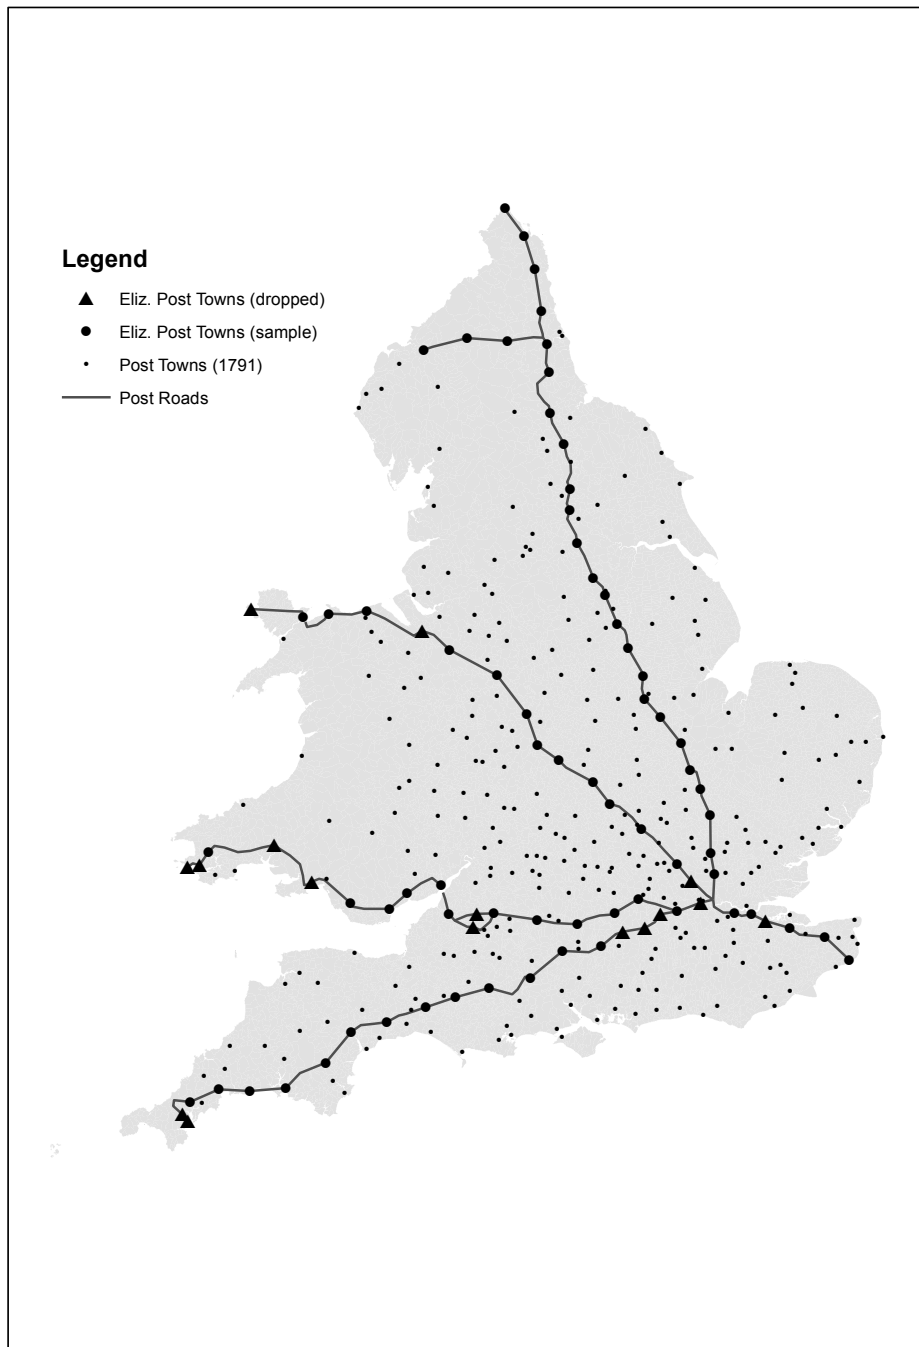 Legend
Eliz. Post Towns (dropped)
Eliz. Post Towns (sample)
Post Towns (1791)
Post Roads